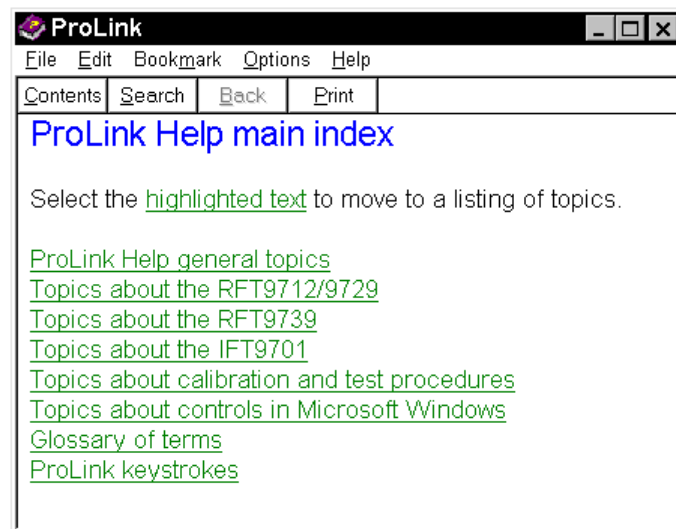 ProLink
File Edit Bookmark Options Help
Contents Search Back Print
ProLink Help main index
Select the highlighted text to move to a listing of topics.
ProLink Help general topics
Topics about the RFT9712/9729
Topics about the RFT9739
Topics about the IFT9701
Topics about calibration and test procedures
Topics about controls in Microsoft Windows
Glossary of terms
ProLink keystrokes